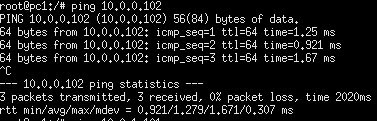 root@pc1:/# ping 10.0.0.102
PING 10.0.0.102 (10.0.0.102) 56(84) bytes of data.
64 bytes from 10.0.0.102: icmp_seq=1 ttl=64 time=1.25 ms
64 bytes from 10.0.0.102: icmp_seq=2 ttl=64 time=0.921 ms
64 bytes from 10.0.0.102: icmp_seq=3 ttl=64 time=1.67 ms
^C
--- 10.0.0.102 ping statistics ---
3 packets transmitted, 3 received, 0% packet loss, time 2020ms
rtt min/avg/max/mdev = 0.921/1.279/1.671/0.307 ms